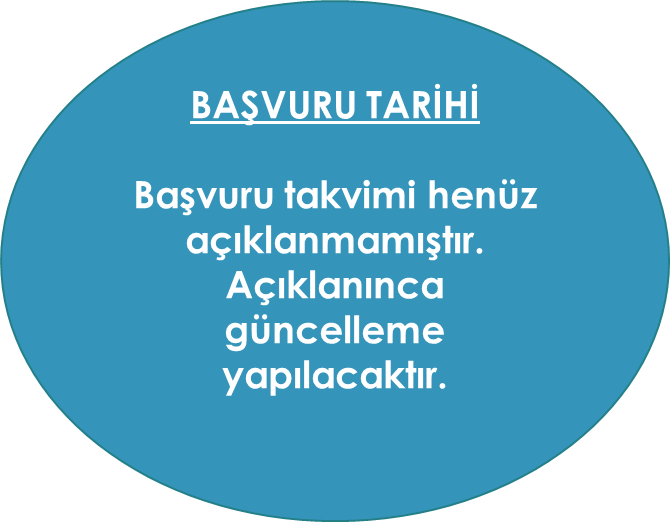 BAŞVURU TARİHİ
Başvuru takvimi henüz
açıklanmamıştır.
Açıklanınca
güncelleme
yapılacaktır.